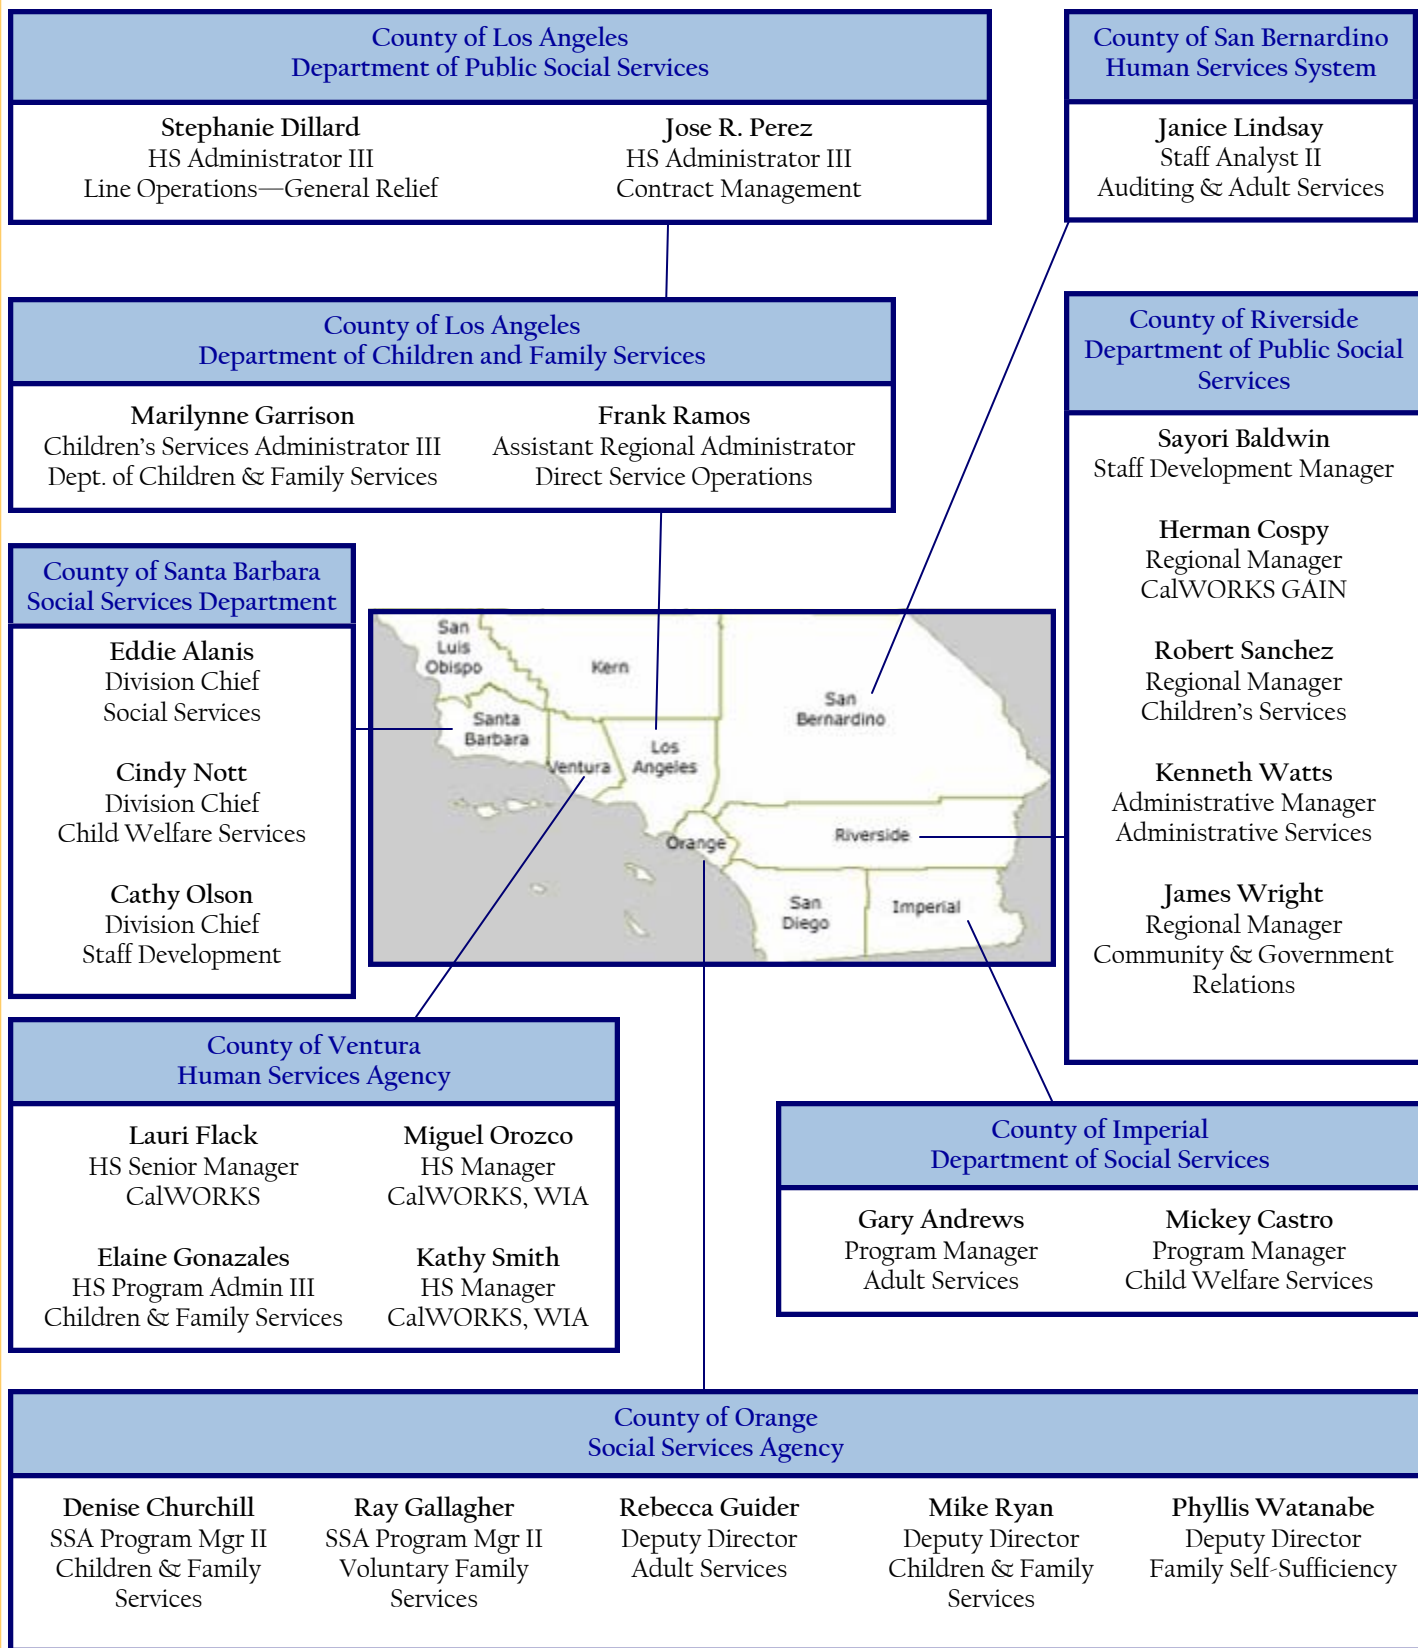 County of Los Angeles
Department of Public Social Services
Stephanie Dillard
HS Administrator III
Line Operations—General Relief
Jose R. Perez
HS Administrator III
Contract Management
County of San Bernardino
Human Services System
Janice Lindsay
Staff Analyst II
Auditing & Adult Services
County of Los Angeles
Department of Children and Family Services
Marilynne Garrison
Children's Services Administrator III
Dept. of Children & Family Services
Frank Ramos
Assistant Regional Administrator
Direct Service Operations
County of Riverside
Department of Public Social
Services
Sayori Baldwin
Staff Development Manager
Herman Cospy
Regional Manager
CalWORKS GAIN
Robert Sanchez
Regional Manager
Children's Services
Kenneth Watts
Administrative Manager
Administrative Services
James Wright
Regional Manager
Community & Government
Relations
County of Santa Barbara
Social Services Department
Eddie Alanis
Division Chief
Social Services
Cindy Nott
Division Chief
Child Welfare Services
Cathy Olson
Division Chief
Staff Development
San
Luis
Obispo
Kern
San
Bernardino
Santa
Barbara
Ventura
Los
Angeles
Orange
Riverside
San
Diego
Imperial
County of Ventura
Human Services Agency
Lauri Flack
HS Senior Manager
CalWORKS
Miguel Orozco
HS Manager
CalWORKS, WIA
Elaine Gonazales
HS Program Admin III
Children & Family Services
Kathy Smith
HS Manager
CalWORKS, WIA
County of Imperial
Department of Social Services
Gary Andrews
Program Manager
Adult Services
Mickey Castro
Program Manager
Child Welfare Services
County of Orange
Social Services Agency
Denise Churchill
SSA Program Mgr II
Children & Family
Services
Ray Gallagher
SSA Program Mgr II
Voluntary Family
Services
Rebecca Guider
Deputy Director
Adult Services
Mike Ryan
Deputy Director
Children & Family
Services
Phyllis Watanabe
Deputy Director
Family Self-Sufficiency